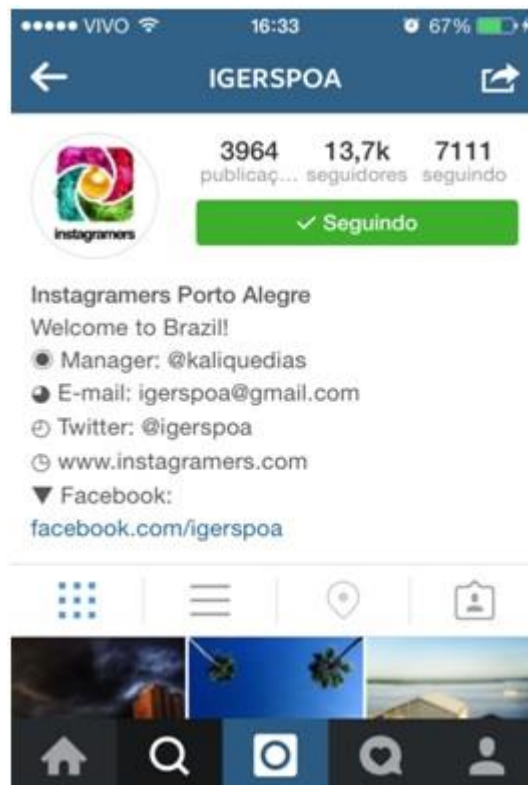 VIVO 16:33 67%
IGERSPOA
3964 13,7k 7111
publicaç... seguidores seguindo
✓ Seguindo
instagramers
Instagramers Porto Alegre
Welcome to Brazil!
Manager: @kaliquedias
E-mail: igerspoa@gmail.com
Twitter: @igerspoa
www.instagramers.com
▼ Facebook:
facebook.com/igerspoa